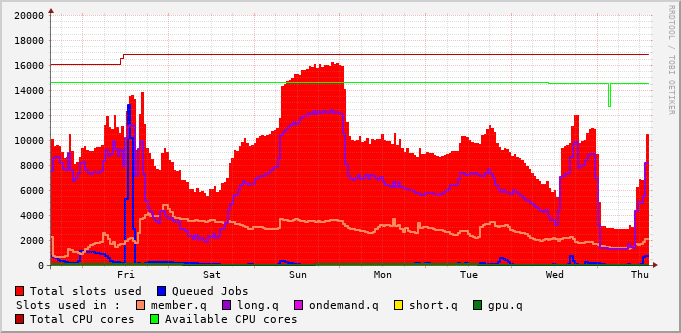 20000
18000
16000
14000
12000
10000
8000
6000
4000
2000
0
Fri Sat Sun Mon Tue Wed Thu
RRDTOOL / TOBI OETIKER
Total slots used Queued Jobs
Slots used in : member.q long.q ondemand.q short.q gpu.q
Total CPU cores Available CPU cores